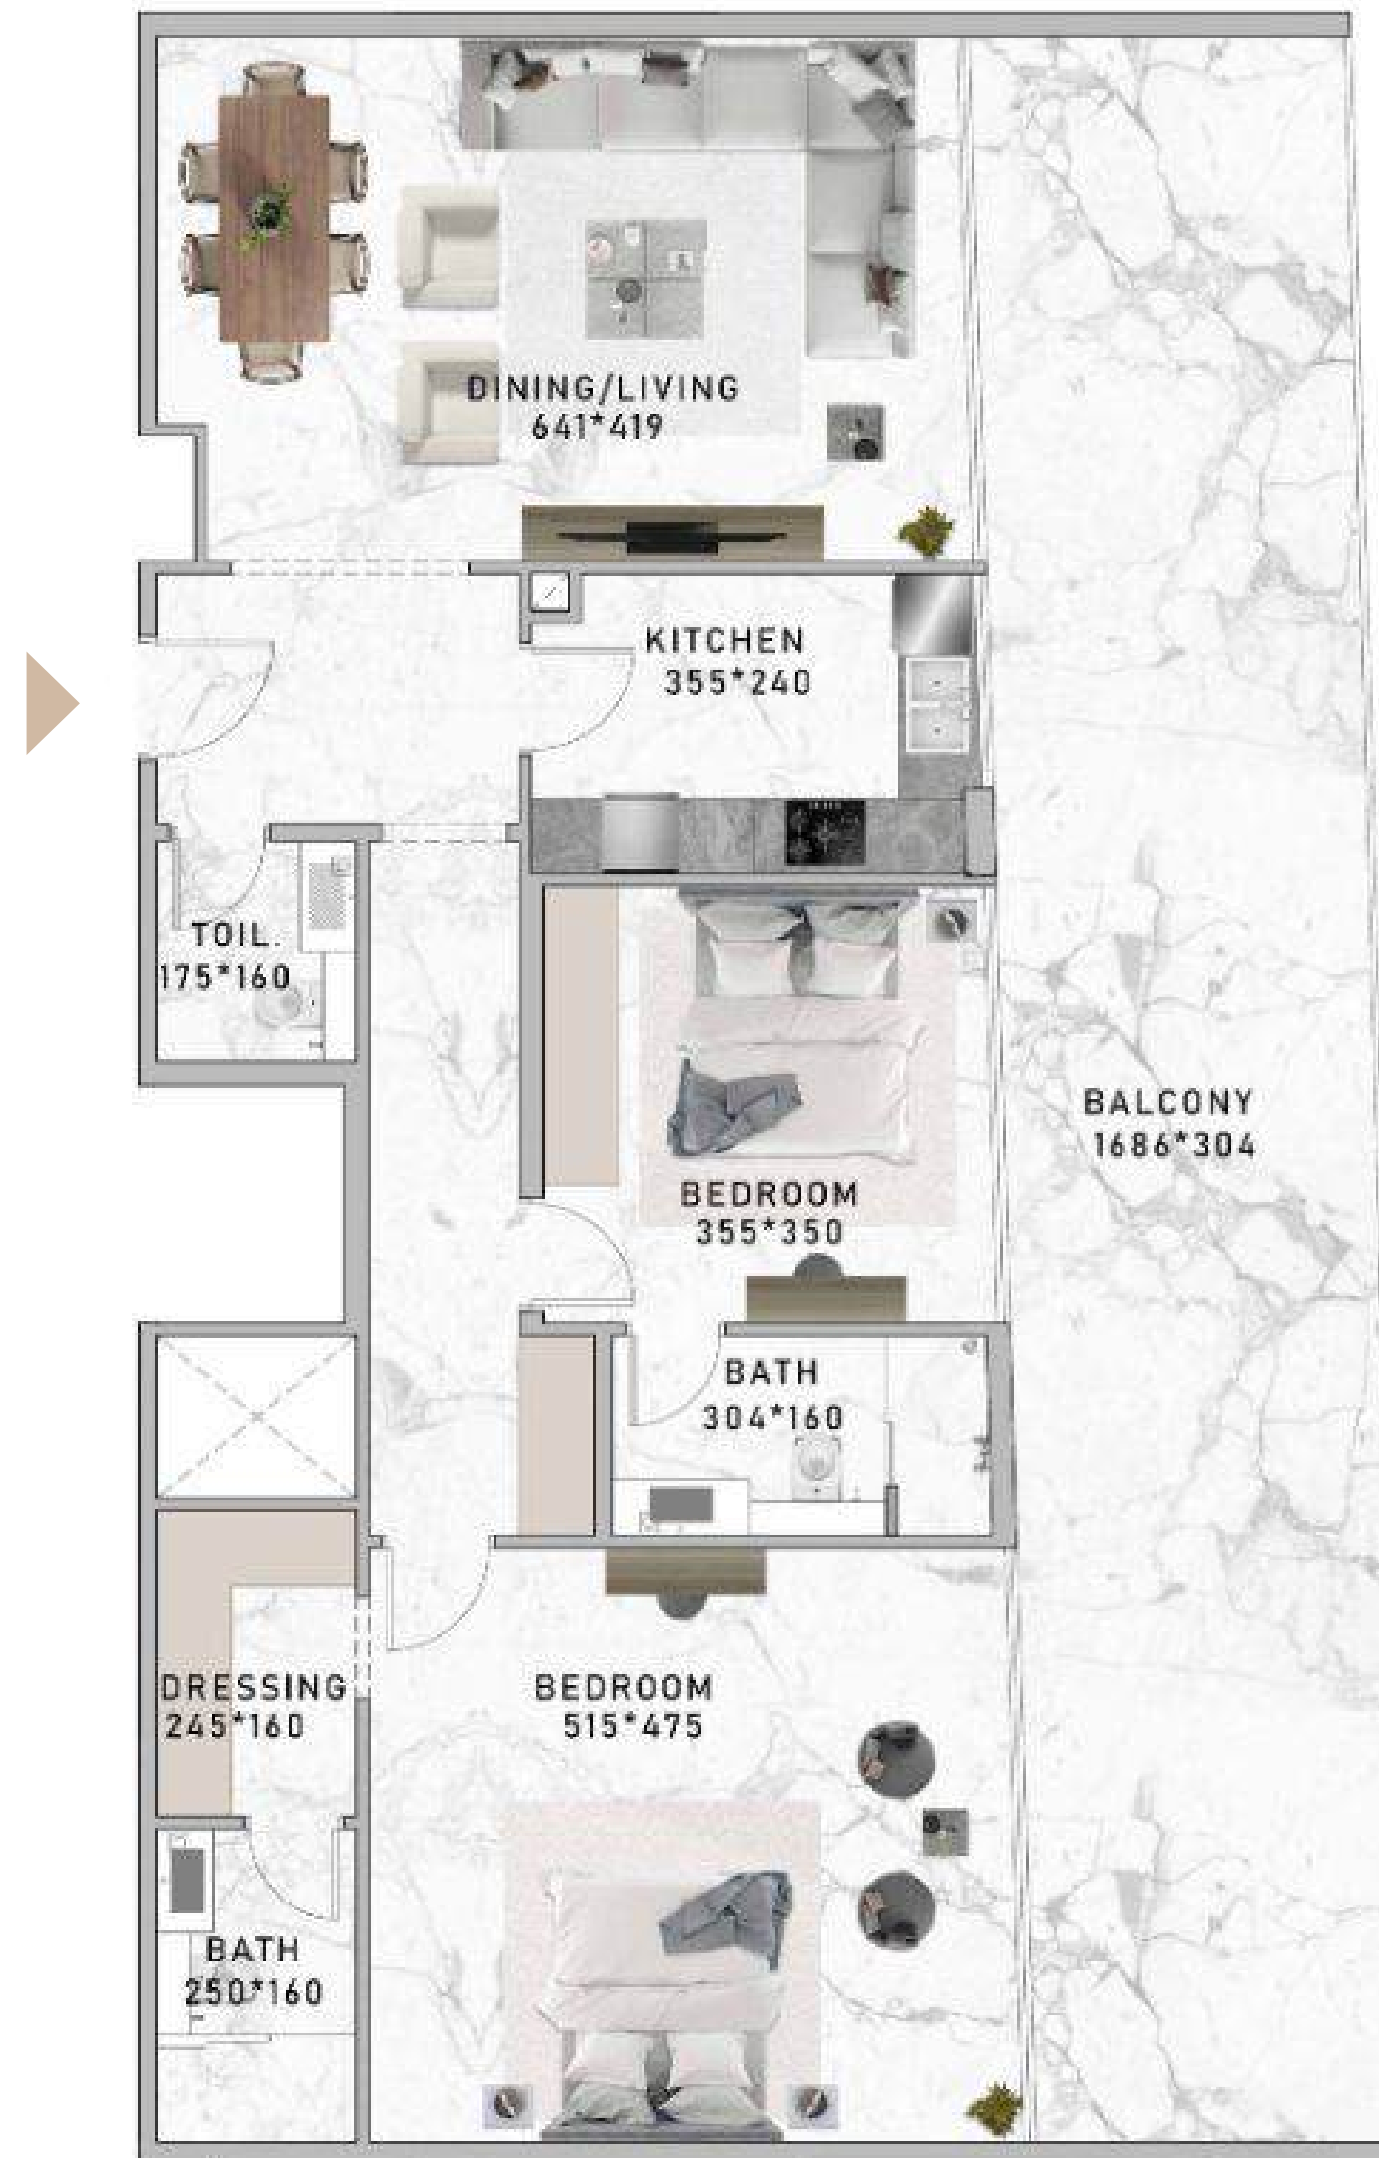 DINING/LIVING
641*419
KITCHEN
355*240
TOIL.
175*160
BALCONY
1686*304
BEDROOM
355*350
BATH
304*160
DRESSING
245*160
BEDROOM
515*475
BATH
250*160